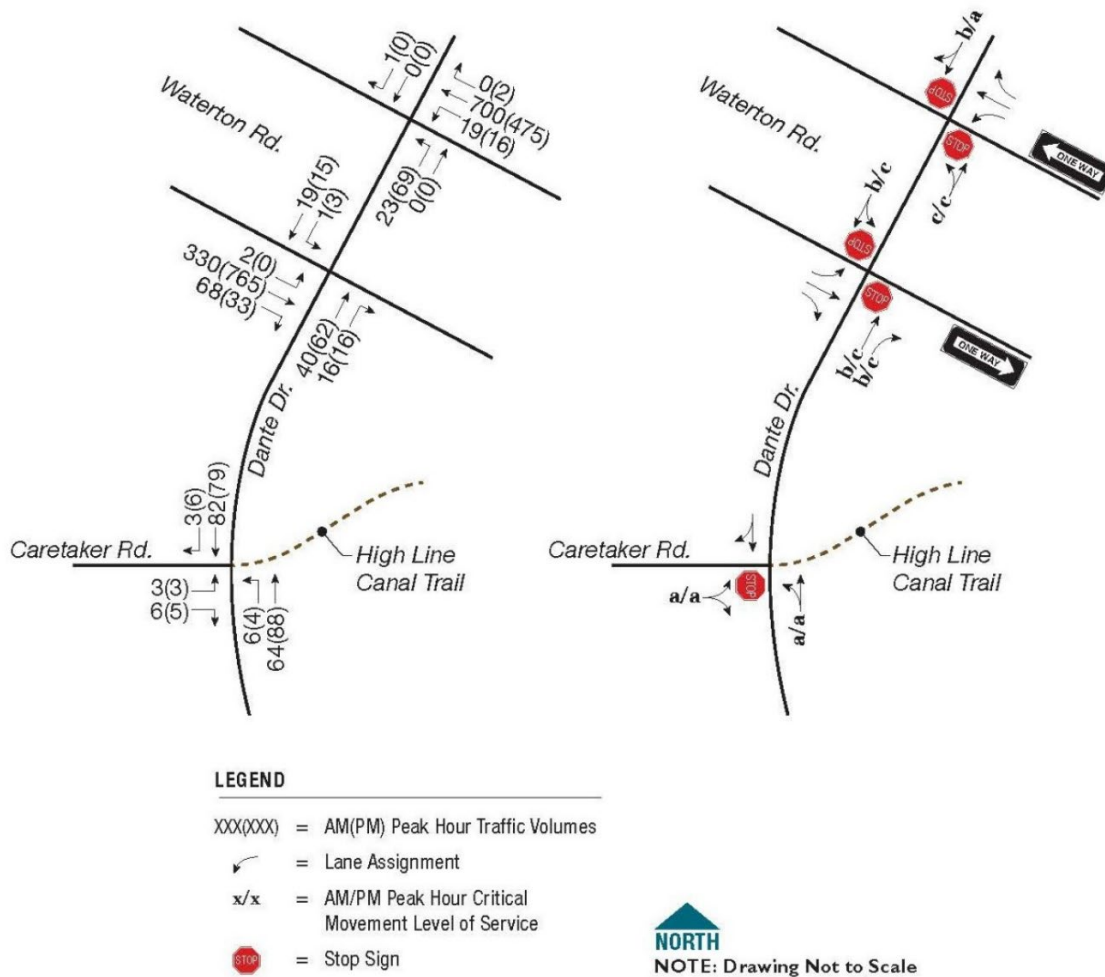 1(0)
0(0)
Waterton Rd.
0(2)
700(475)
19(16)
23(69)
0(0)
19(15)
1(3)
2(0)
330(765)
68(33)
40(62)
16(16)
Dante Dr.
3(6)
82(79)
Caretaker Rd.
3(3)
6(5)
6(4)
64(88)
High Line
Canal Trail
b/a
Waterton Rd.
STOP
STOP
ONE WAY
c/c
b/c
STOP
STOP
b/c
b/c
ONE WAY
Dante Dr.
Caretaker Rd.
a/a
STOP
a/a
High Line
Canal Trail
LEGEND
XXX(XXX) = AM(PM) Peak Hour Traffic Volumes
= Lane Assignment
x/x = AM/PM Peak Hour Critical
Movement Level of Service
STOP = Stop Sign
NORTH
NOTE: Drawing Not to Scale